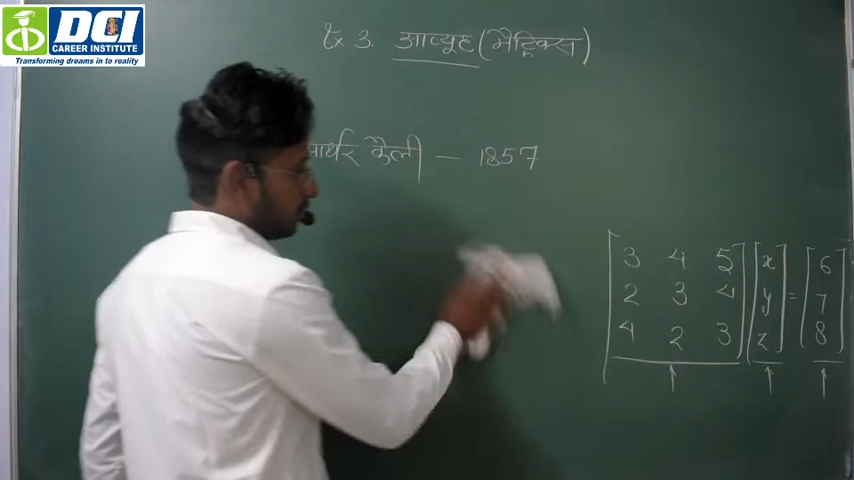 DCI
CAREER INSTITUTE
Transforming dreams in to reality
Ex 3. आव्यूह (मैट्रिक्स)
आर्थर कैली — 1857
3 4 5 x 6
2 3 4 y = 7
4 2 3 z 8